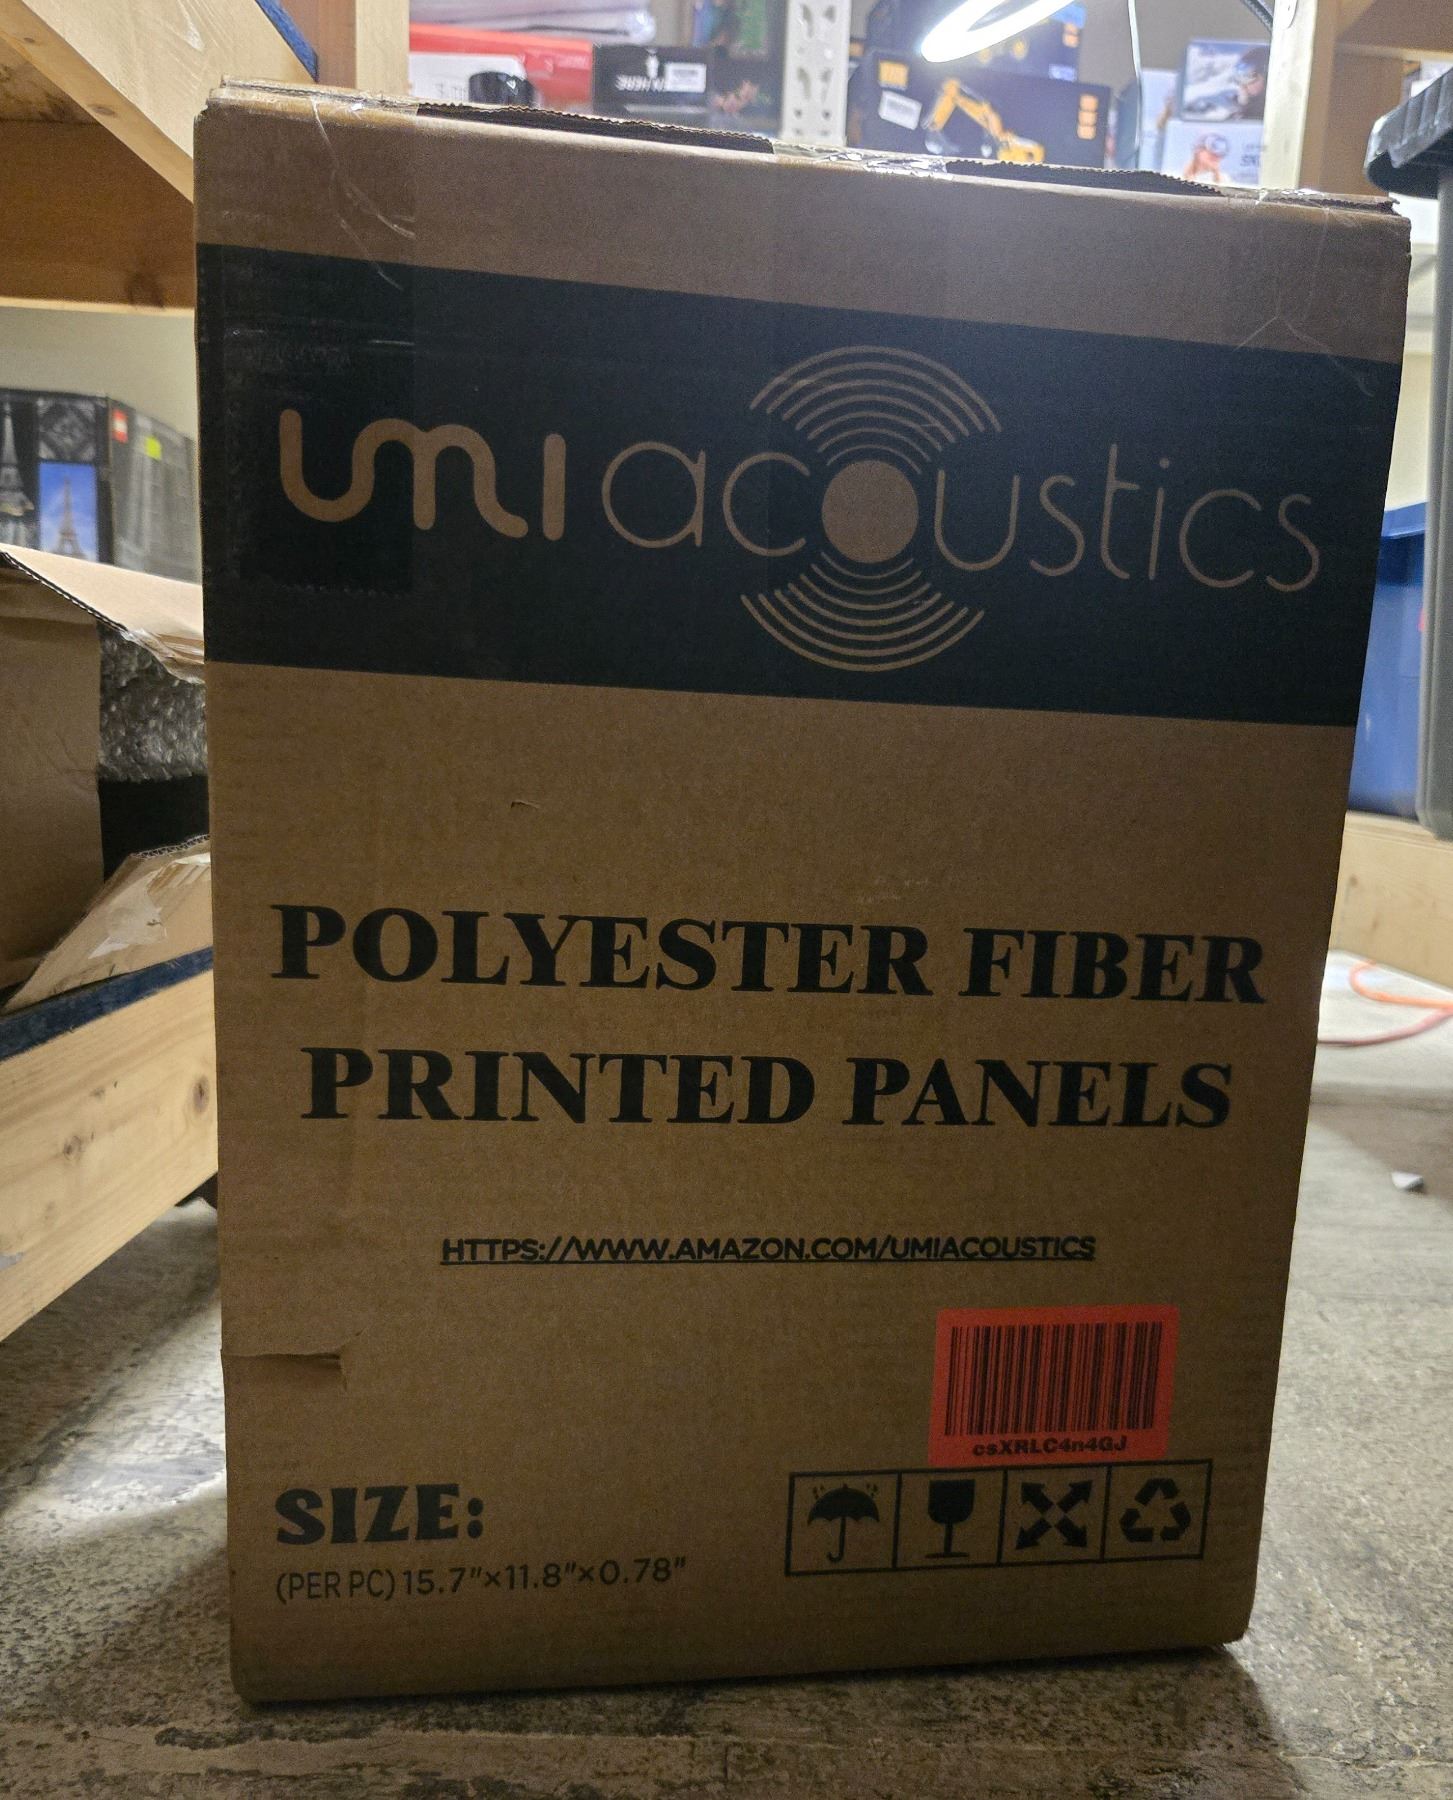 umi acoustics
POLYESTER FIBER
PRINTED PANELS
HTTPS://WWW.AMAZON.COM/UMIACOUSTICS
csXRLC4n4GJ
SIZE:
(PER PC) 15.7"×11.8"×0.78"